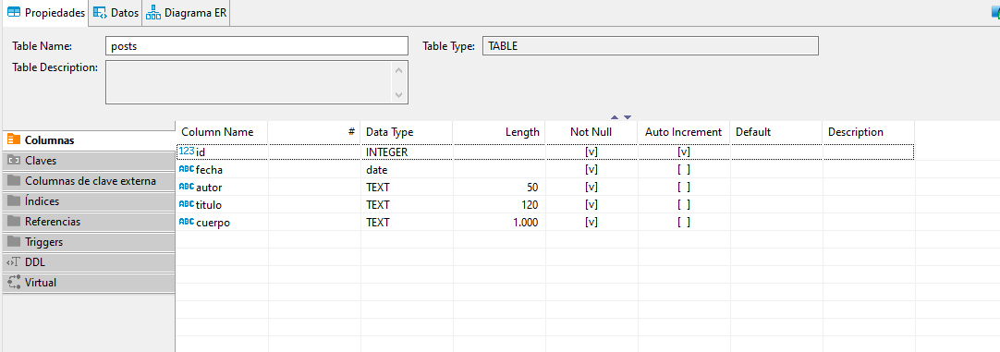 Propiedades Datos Diagrama ER
Table Name: posts Table Type: TABLE
Table Description:
Columnas
Claves
Columnas de clave externa
Índices
Referencias
Triggers
DDL
Virtual
Column Name # Data Type Length Not Null Auto Increment Default Description
123 id INTEGER [v] [v]
ABC fecha date [v] [ ]
ABC autor TEXT 50 [v] [ ]
ABC titulo TEXT 120 [v] [ ]
ABC cuerpo TEXT 1.000 [v] [ ]